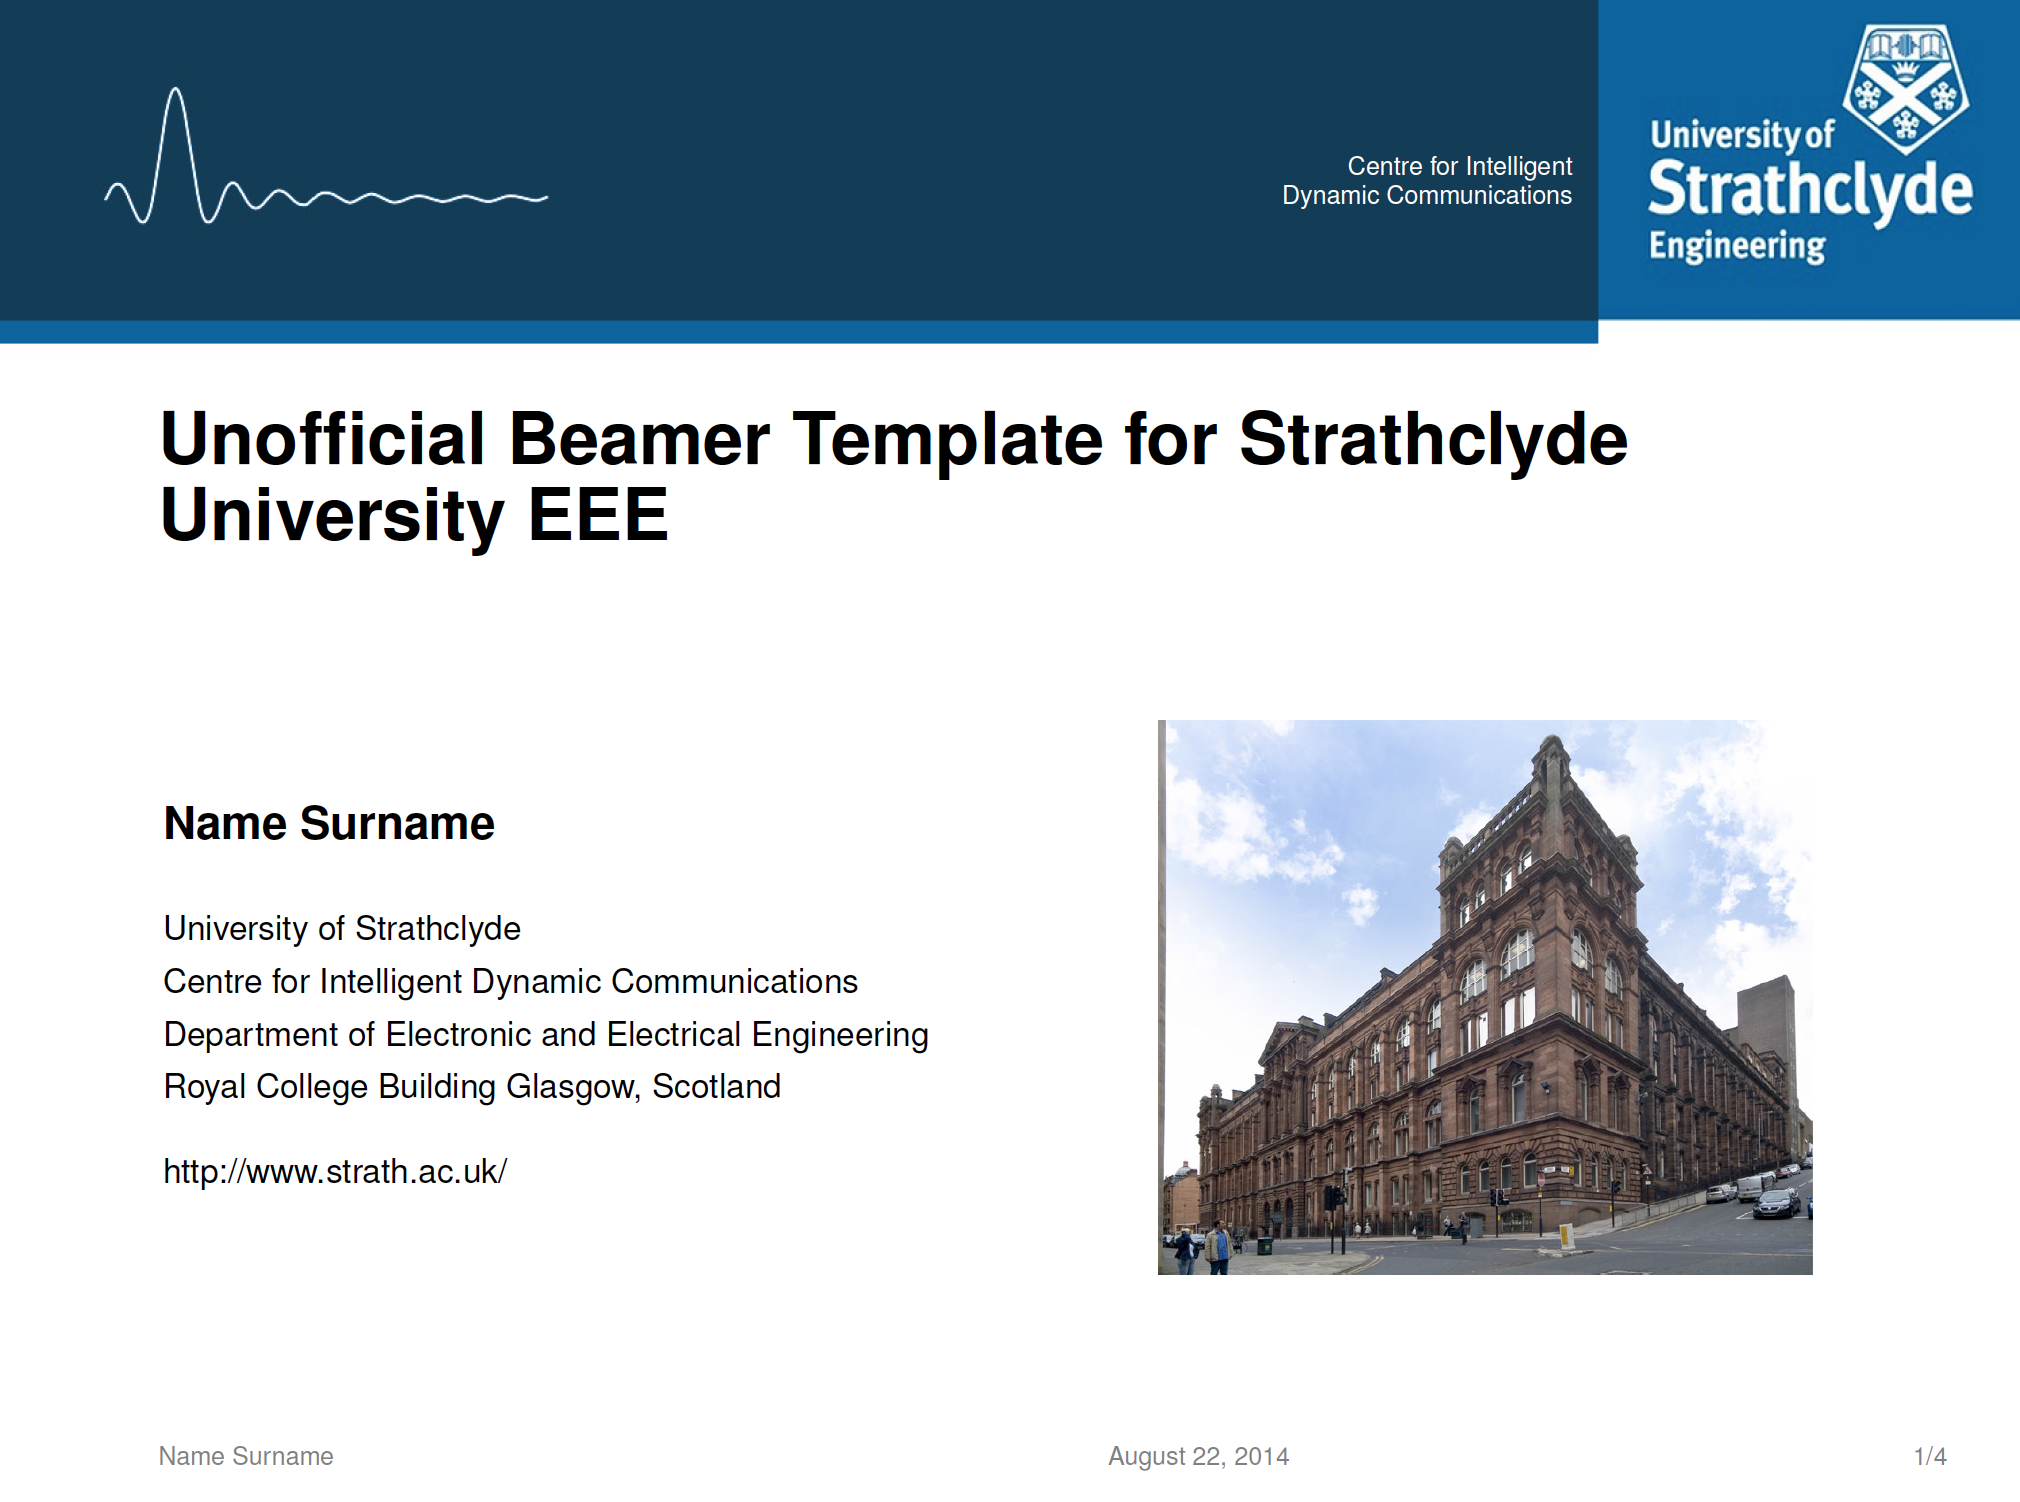 Centre for Intelligent
Dynamic Communications
University of
Strathclyde
Engineering
Unofficial Beamer Template for Strathclyde
University EEE
Name Surname
University of Strathclyde
Centre for Intelligent Dynamic Communications
Department of Electronic and Electrical Engineering
Royal College Building Glasgow, Scotland
http://www.strath.ac.uk/
Name Surname August 22, 2014 1/4